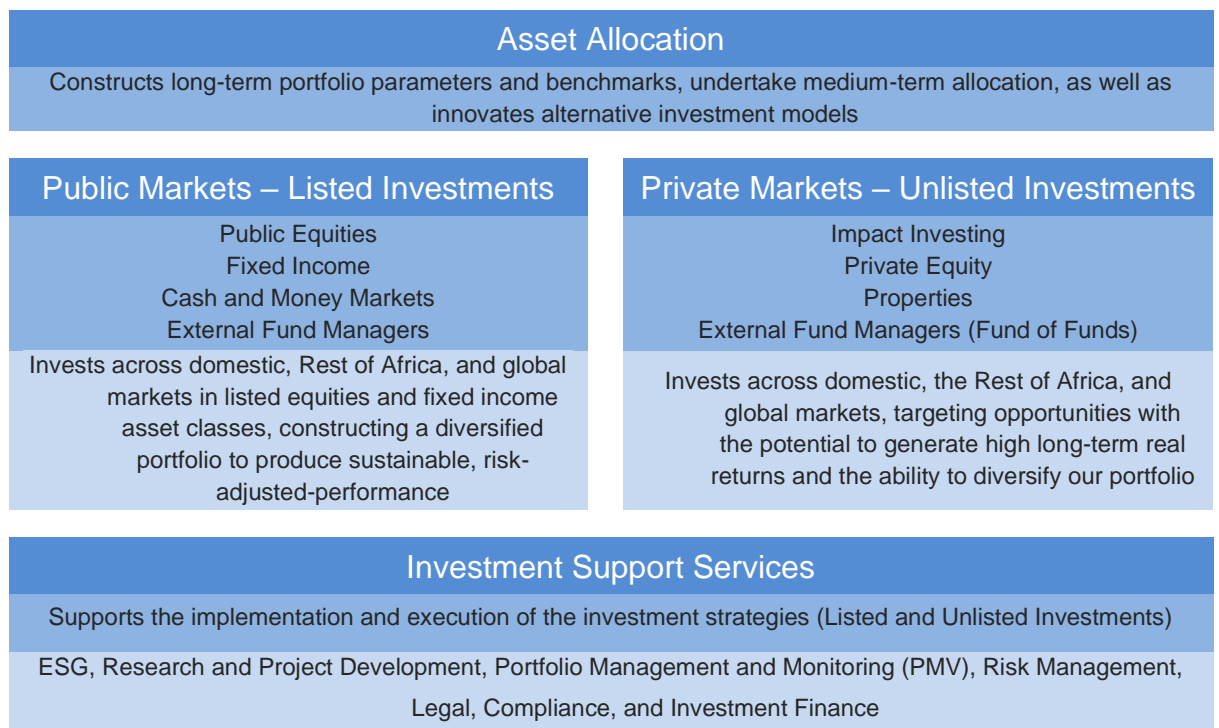 Asset Allocation
Constructs long-term portfolio parameters and benchmarks, undertake medium-term allocation, as well as
innovates alternative investment models
Public Markets – Listed Investments
Public Equities
Fixed Income
Cash and Money Markets
External Fund Managers
Invests across domestic, Rest of Africa, and global
markets in listed equities and fixed income
asset classes, constructing a diversified
portfolio to produce sustainable, risk-
adjusted-performance
Private Markets – Unlisted Investments
Impact Investing
Private Equity
Properties
External Fund Managers (Fund of Funds)
Invests across domestic, the Rest of Africa, and
global markets, targeting opportunities with
the potential to generate high long-term real
returns and the ability to diversify our portfolio
Investment Support Services
Supports the implementation and execution of the investment strategies (Listed and Unlisted Investments)
ESG, Research and Project Development, Portfolio Management and Monitoring (PMV), Risk Management,
Legal, Compliance, and Investment Finance